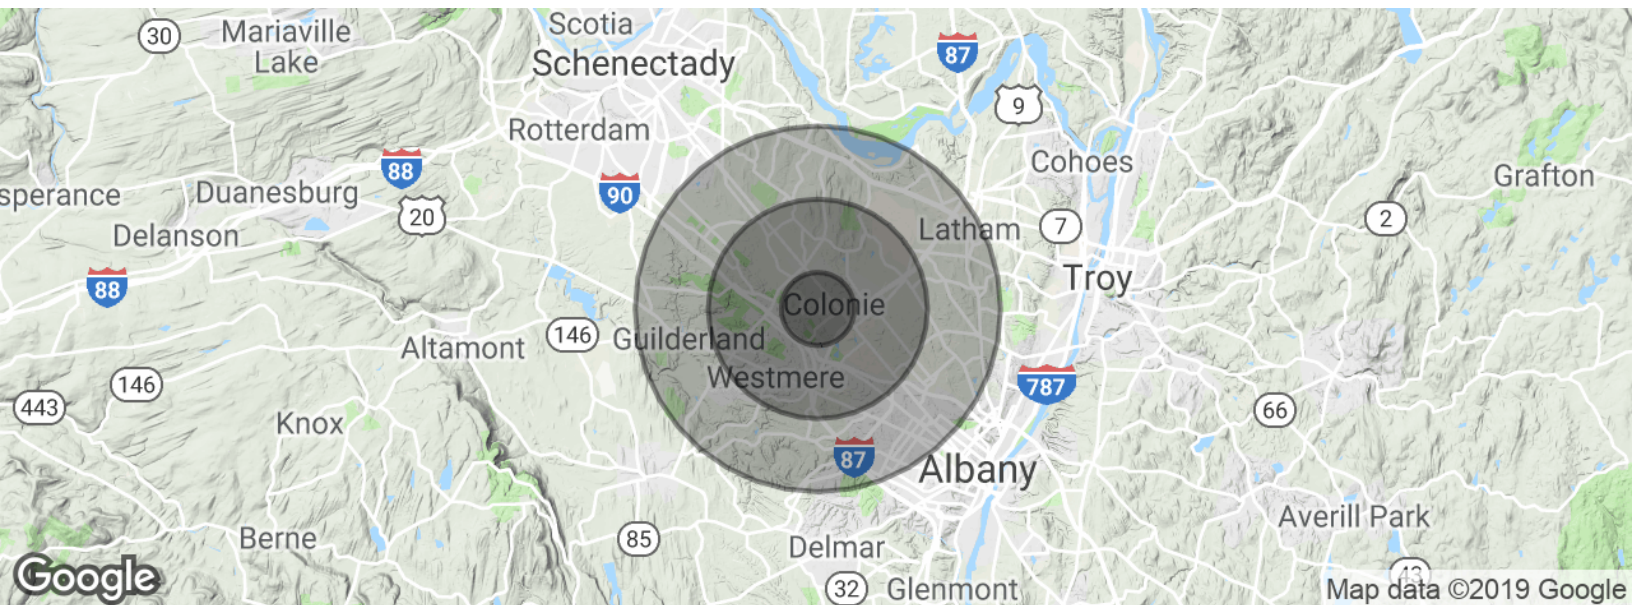 30
Mariaville
Lake
Scotia
Schenectady
87
9
Rotterdam
Cohoes
88
Grafton
sperance
Duanesburg
90
20
2
Delanson
Latham
7
Troy
88
Colonie
146
Guilderland
Altamont
Westmere
146
787
443
66
Knox
87
Albany
Averill Park
Berne
85
Delmar
43
Google
32
Glenmont
Map data ©2019 Google